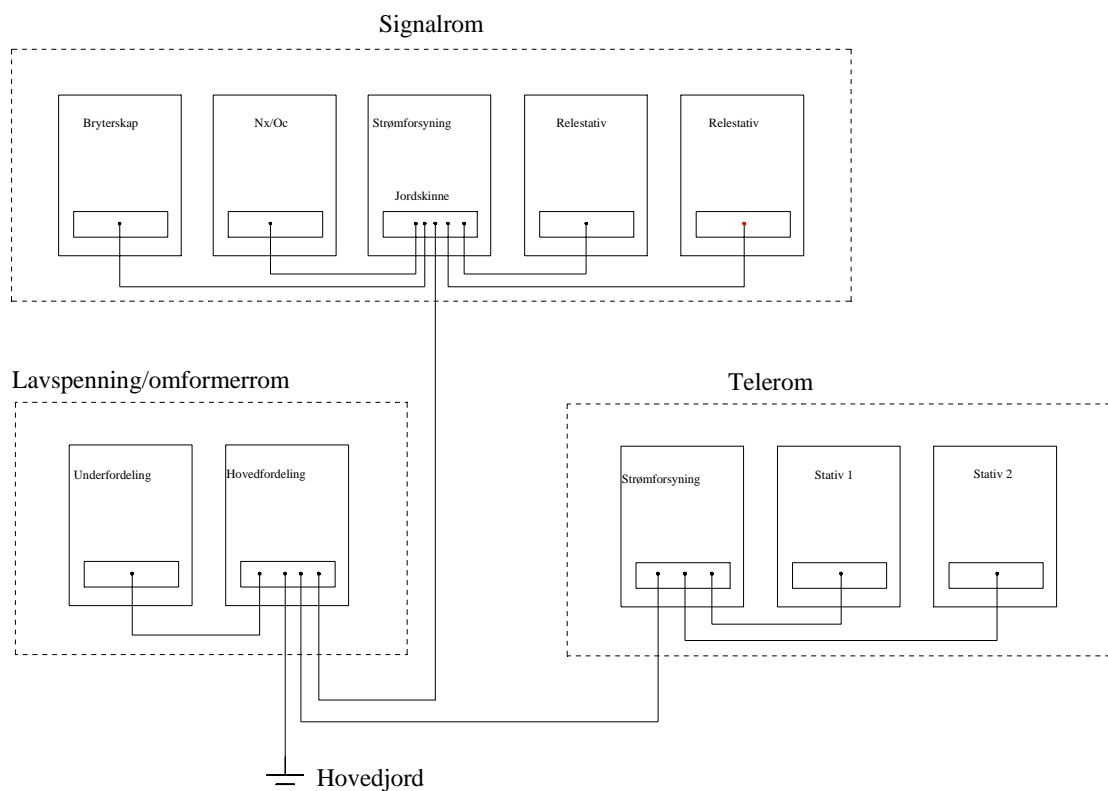 Signalrom
Bryterskap
Nx/Oc
Strømforsyning
Relestativ
Relestativ
Jordskinne
Lavspenning/omformerrom
Telerom
Underfordeling
Hovedfordeling
Strømforsyning
Stativ 1
Stativ 2
Hovedjord